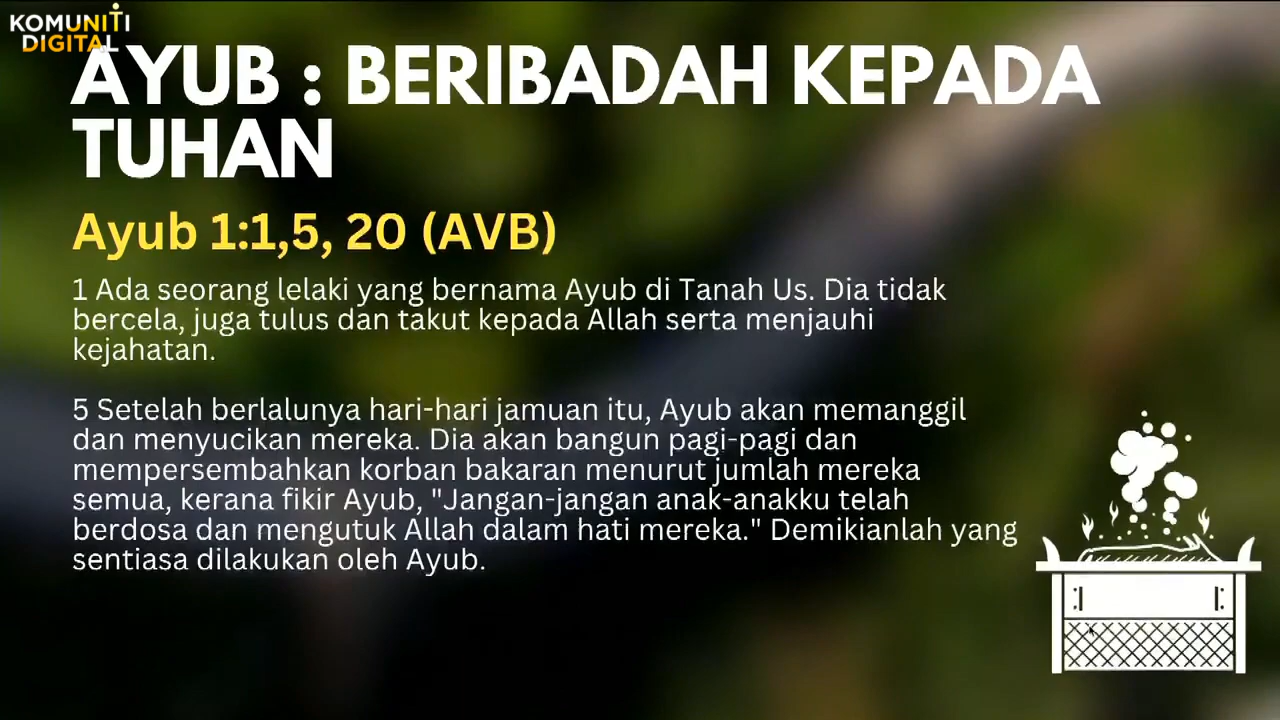 KOMUNITI
DIGITAL
AYUB : BERIBADAH KEPADA
TUHAN
Ayub 1:1,5, 20 (AVB)
1 Ada seorang lelaki yang bernama Ayub di Tanah Us. Dia tidak
bercela, juga tulus dan takut kepada Allah serta menjauhi
kejahatan.
5 Setelah berlalunya hari-hari jamuan itu, Ayub akan memanggil
dan menyucikan mereka. Dia akan bangun pagi-pagi dan
mempersembahkan korban bakaran menurut jumlah mereka
semua, kerana fikir Ayub, "Jangan-jangan anak-anakku telah
berdosa dan mengutuk Allah dalam hati mereka." Demikianlah yang
sentiasa dilakukan oleh Ayub.